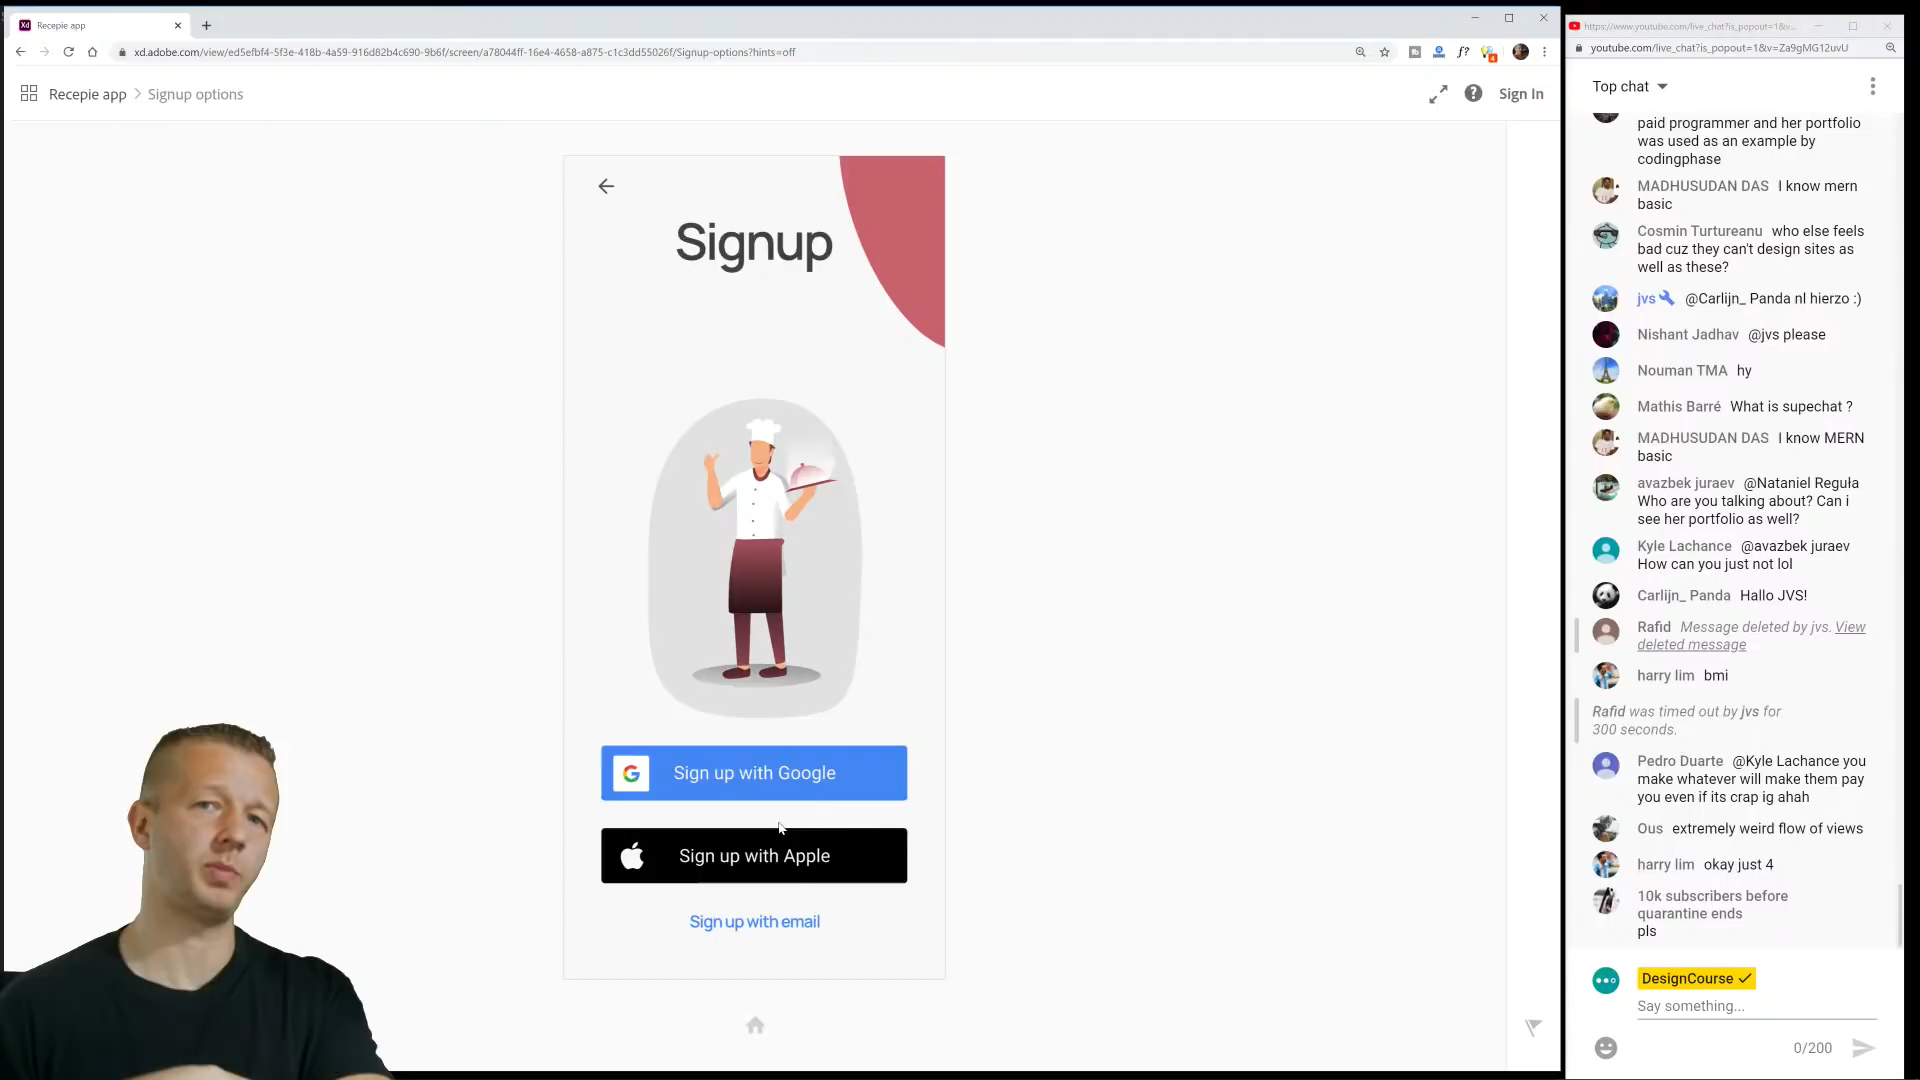 Recepie app
xd.adobe.com/view/ed5efbf4-5f3e-418b-4a59-916d82b4c690-9b6f/screen/a78044ff-16e4-4658-a875-c1c3dd55026f/Signup-options?hints=off
f?
4
Recepie app
Signup options
Sign In
Signup
Sign up with Google
Sign up with Apple
Sign up with email
https://www.youtube.com/live_chat?is_popout=1&v...
youtube.com/live_chat?is_popout=1&v=Za9gMG12uvU
Top chat
paid programmer and her portfolio
was used as an example by
codingphase
MADHUSUDAN DAS I know mern
basic
Cosmin Turtureanu who else feels
bad cuz they can't design sites as
well as these?
jvs @Carlijn_ Panda nl hierzo :)
Nishant Jadhav @jvs please
Nouman TMA hy
Mathis Barré What is supechat ?
MADHUSUDAN DAS I know MERN
basic
avazbek juraev @Nataniel Reguła
Who are you talking about? Can i
see her portfolio as well?
Kyle Lachance @avazbek juraev
How can you just not lol
Carlijn_ Panda Hallo JVS!
Rafid Message deleted by jvs. View
deleted message
harry lim bmi
Rafid was timed out by jvs for
300 seconds.
Pedro Duarte @Kyle Lachance you
make whatever will make them pay
you even if its crap ig ahah
Ous extremely weird flow of views
harry lim okay just 4
10k subscribers before
quarantine ends
pls
DesignCourse
Say something...
0/200